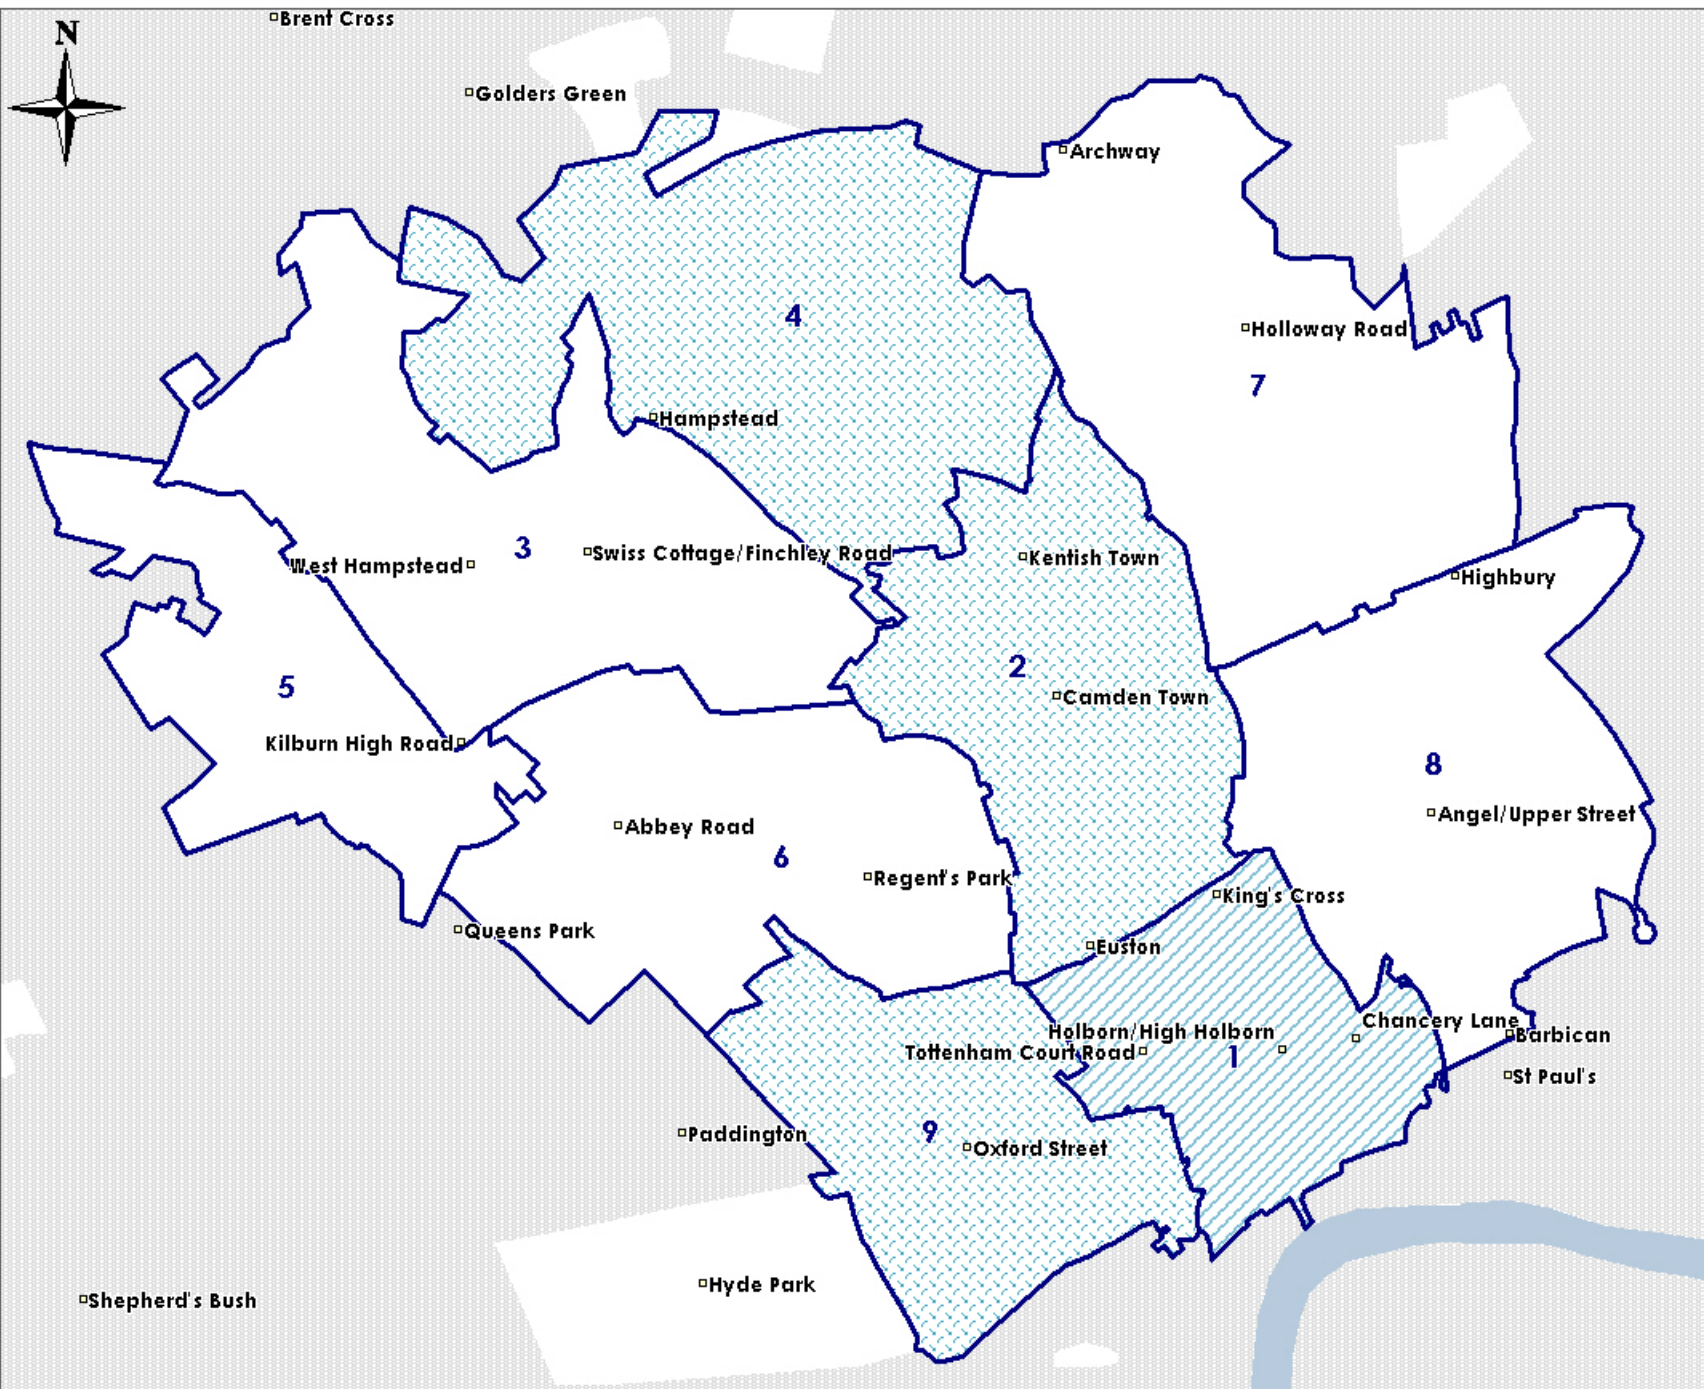 Brent Cross
N
Golders Green
Archway
4
Holloway Road
7
Hampstead
3
Swiss Cottage/Finchley Road
West Hampstead
Kentish Town
Highbury
2
5
Camden Town
Kilburn High Road
8
Angel/Upper Street
Abbey Road
6
Regent's Park
King's Cross
Queens Park
Euston
Chancery Lane
Holborn/High Holborn
Barbican
Tottenham Court Road
1
St Paul's
9
Paddington
Oxford Street
Hyde Park
Shepherd's Bush